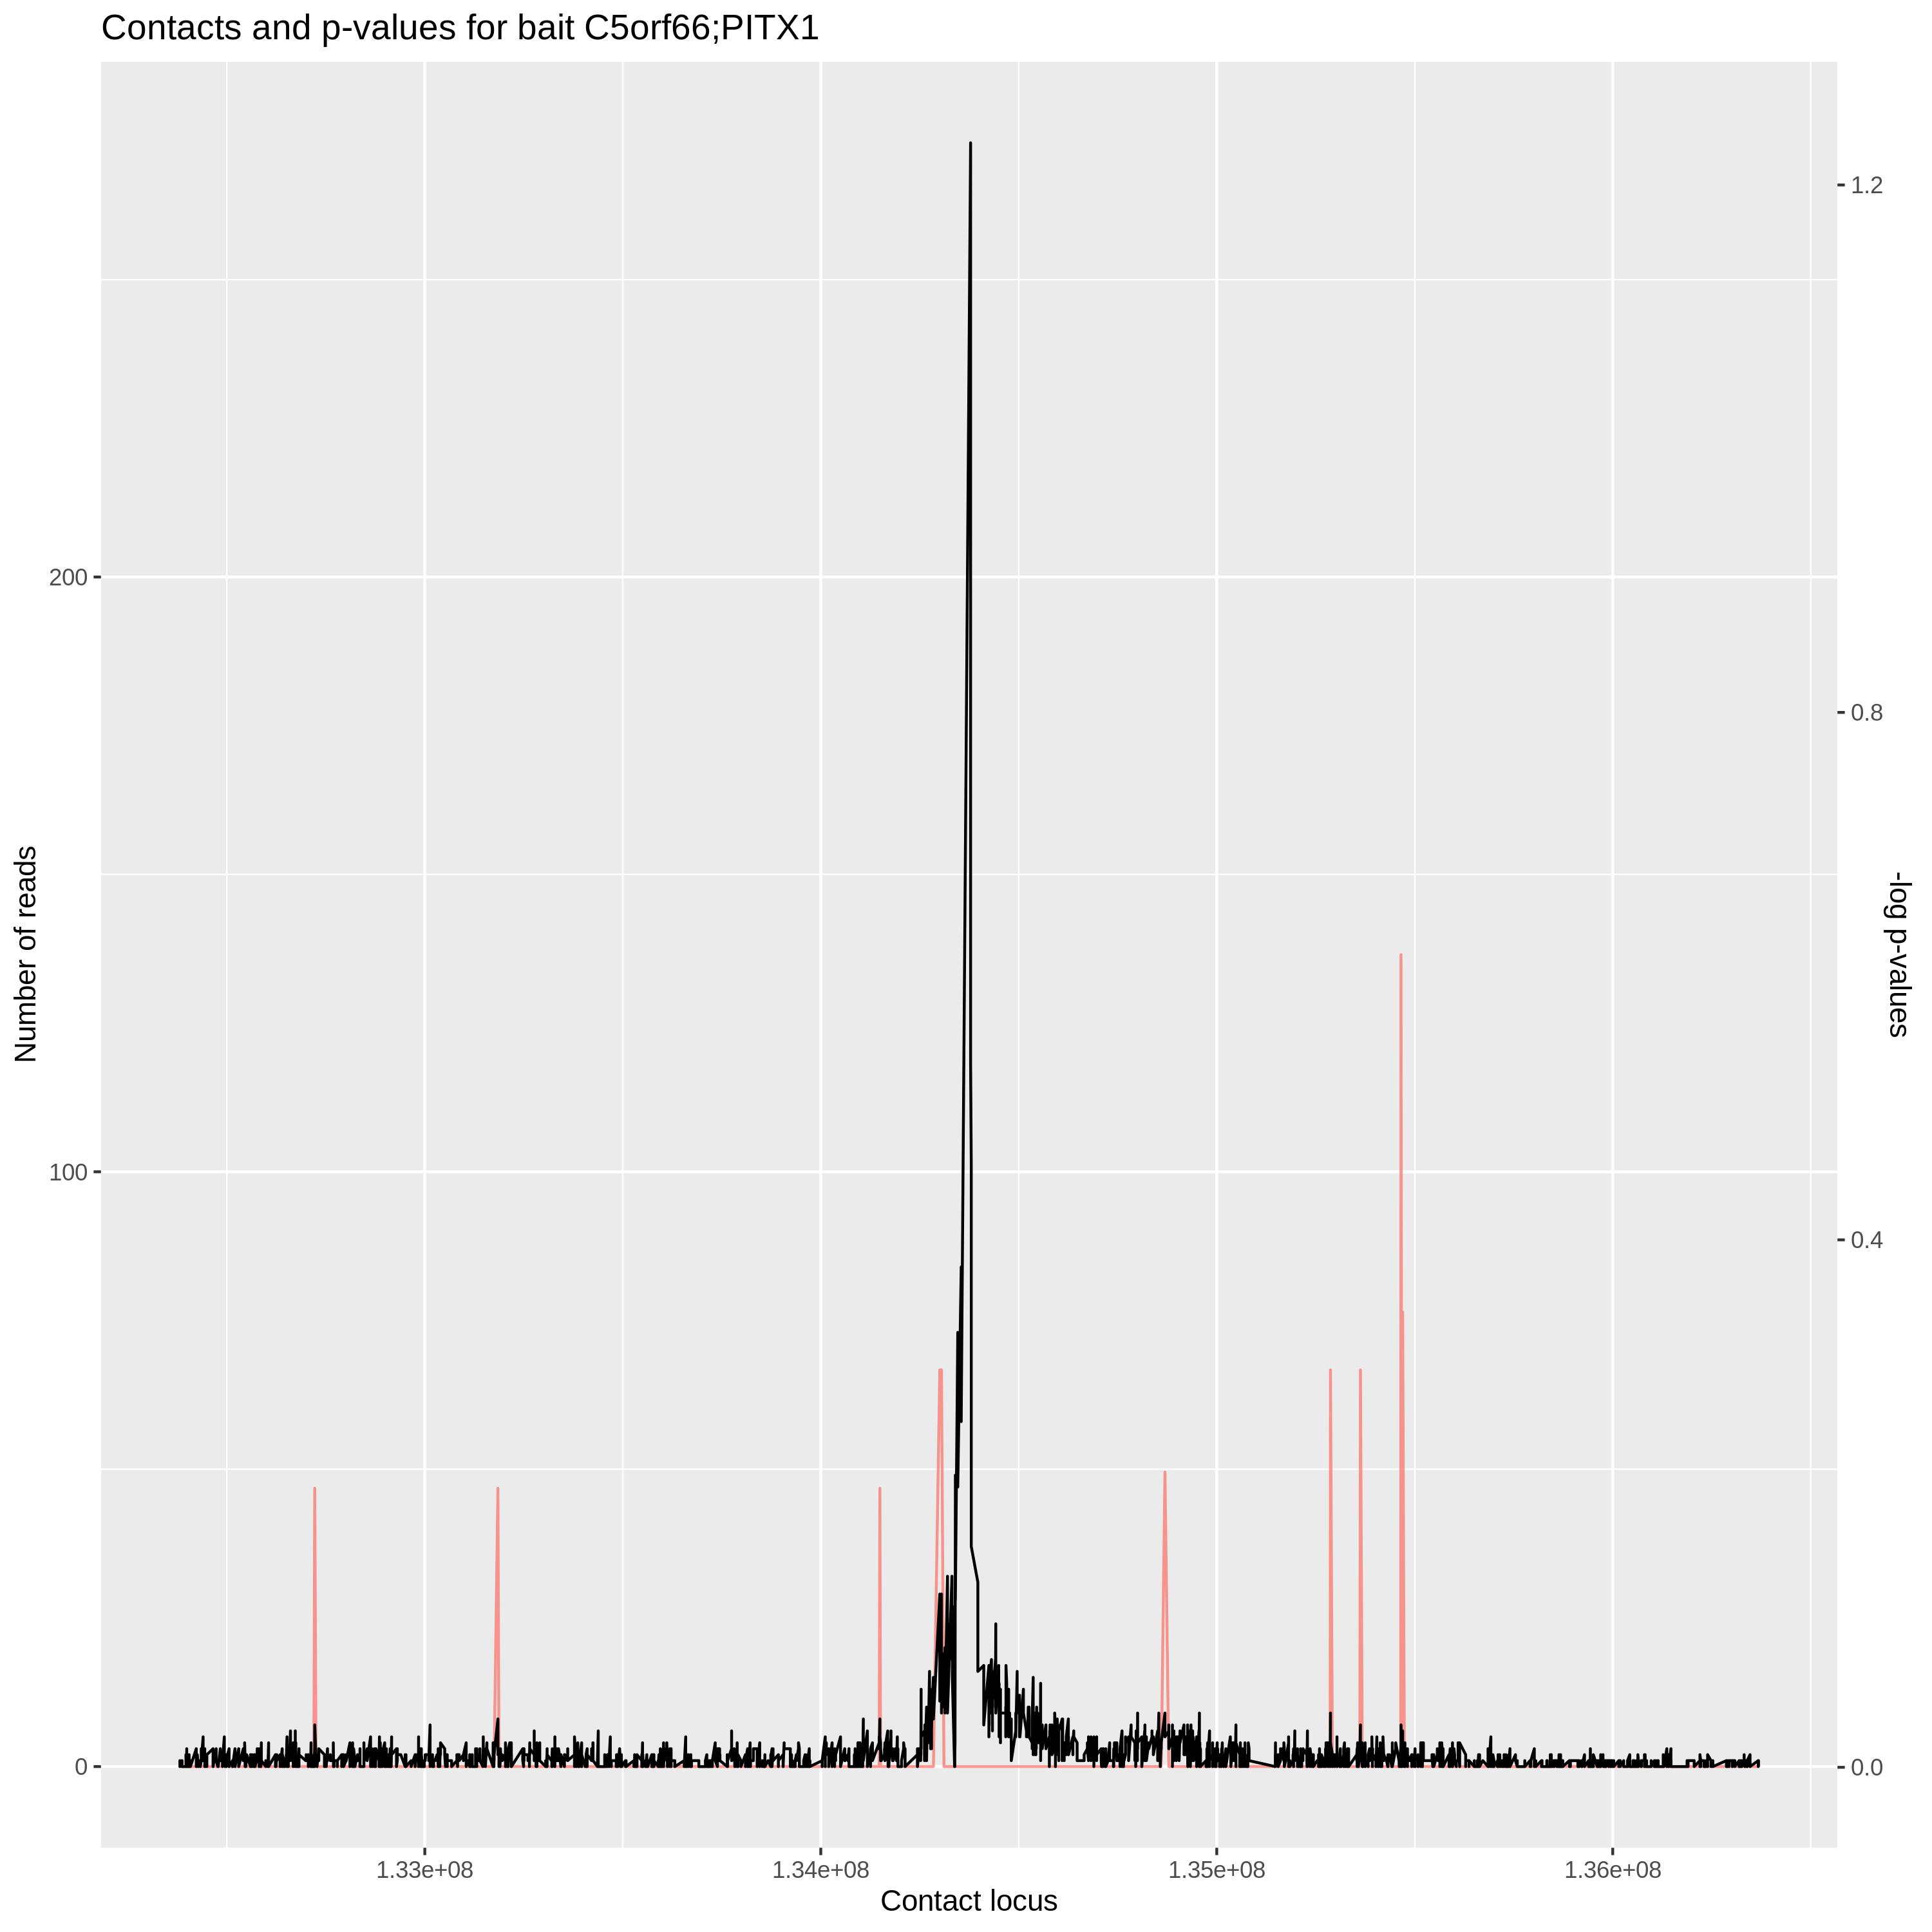 Contacts and p-values for bait C5orf66;PITX1
Number of reads
200
100
0
1.2
0.8
0.4
0.0
-log p-values
1.33e+08
1.34e+08
1.35e+08
1.36e+08
Contact locus